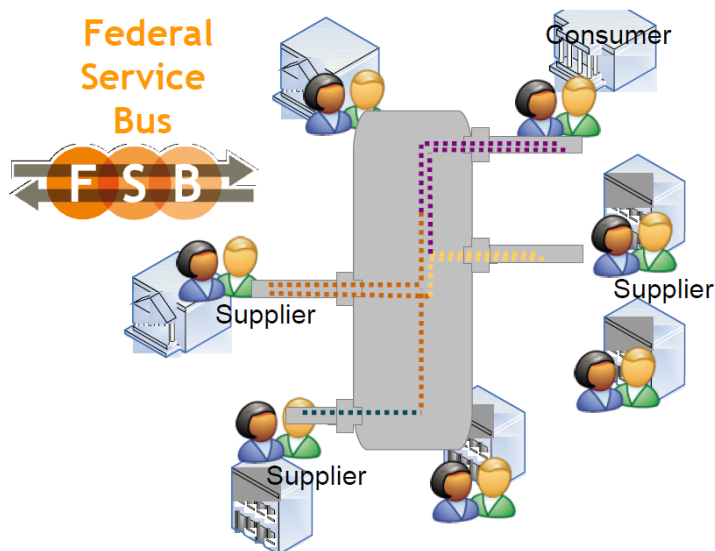 Federal
Service
Bus
F S B
Consumer
Supplier
Supplier
Supplier